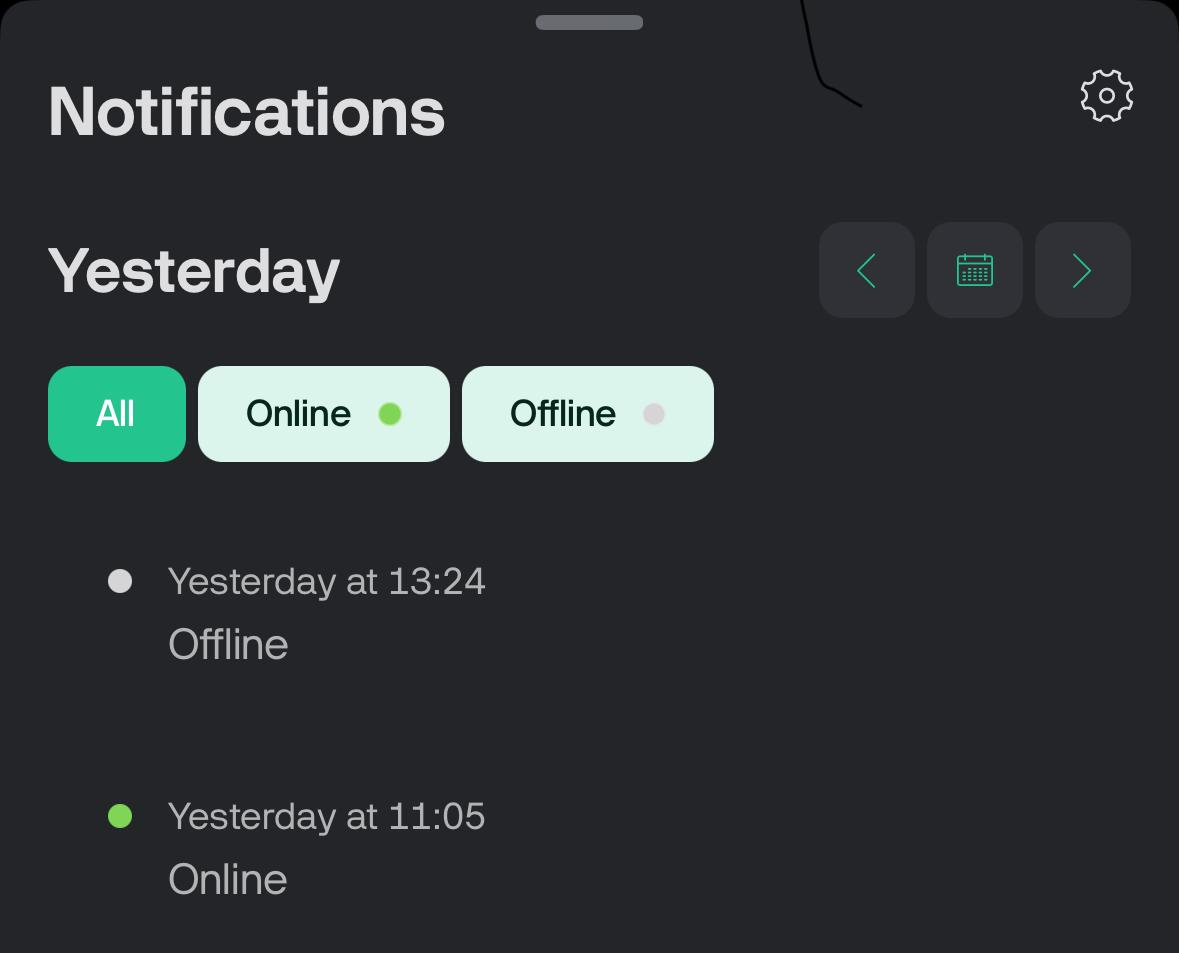 Notifications
Yesterday
All
Online
Offline
Yesterday at 13:24
Offline
Yesterday at 11:05
Online